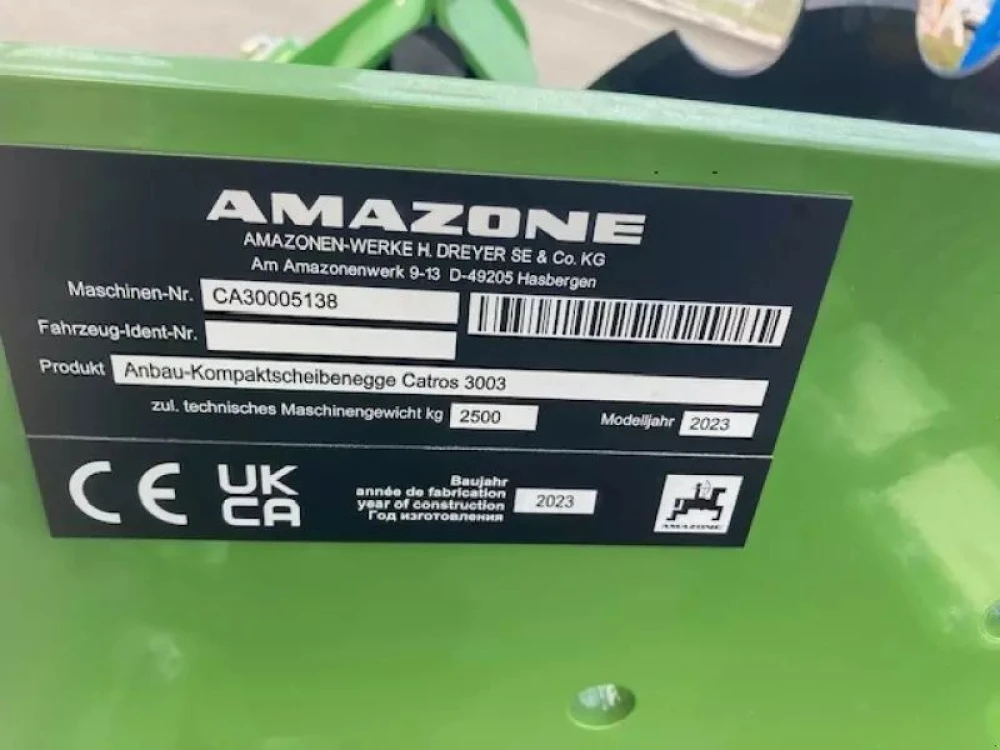 AMAZONE
AMAZONEN-WERKE H. DREYER SE & Co. KG
Am Amazonenwerk 9-13 D-49205 Hasbergen
Maschinen-Nr. CA30005138
Fahrzeug-Ident-Nr.
Produkt Anbau-Kompaktscheibenegge Catros 3003
zul. technisches Maschinengewicht kg 2500 Modelljahr 2023
CE UK
CA
Baujahr
année de fabrication
year of construction 2023
Год изготовления
AMAZONE